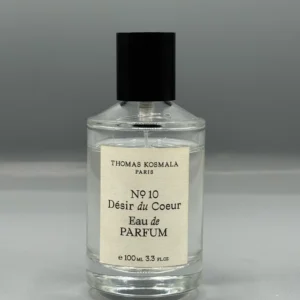 THOMAS KOSMALA
PARIS
Nº 10
Désir du Coeur
Eau de
PARFUM
e 100 ML 3.3 FL.OZ